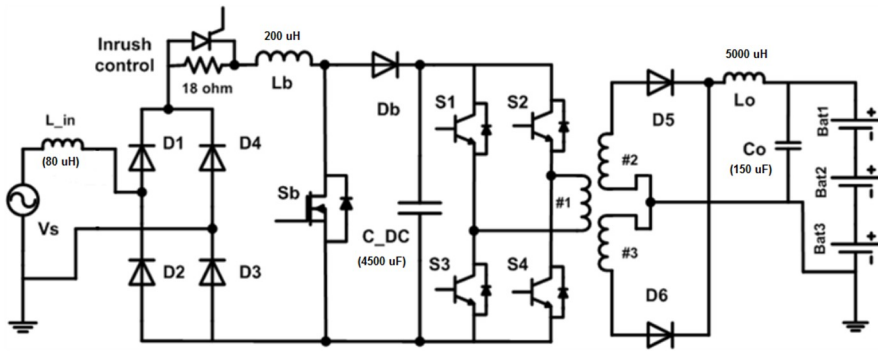 Inrush
control
18 ohm
200 uH
Lb
Db
S1
S2
5000 uH
Lo
D5
L_in
(80 uH)
D1
D4
Vs
D2
D3
Sb
C_DC
(4500 uF)
S3
S4
#1
#2
#3
D6
Co
(150 uF)
Bat1
Bat2
Bat3
+
-
+
-
+
-